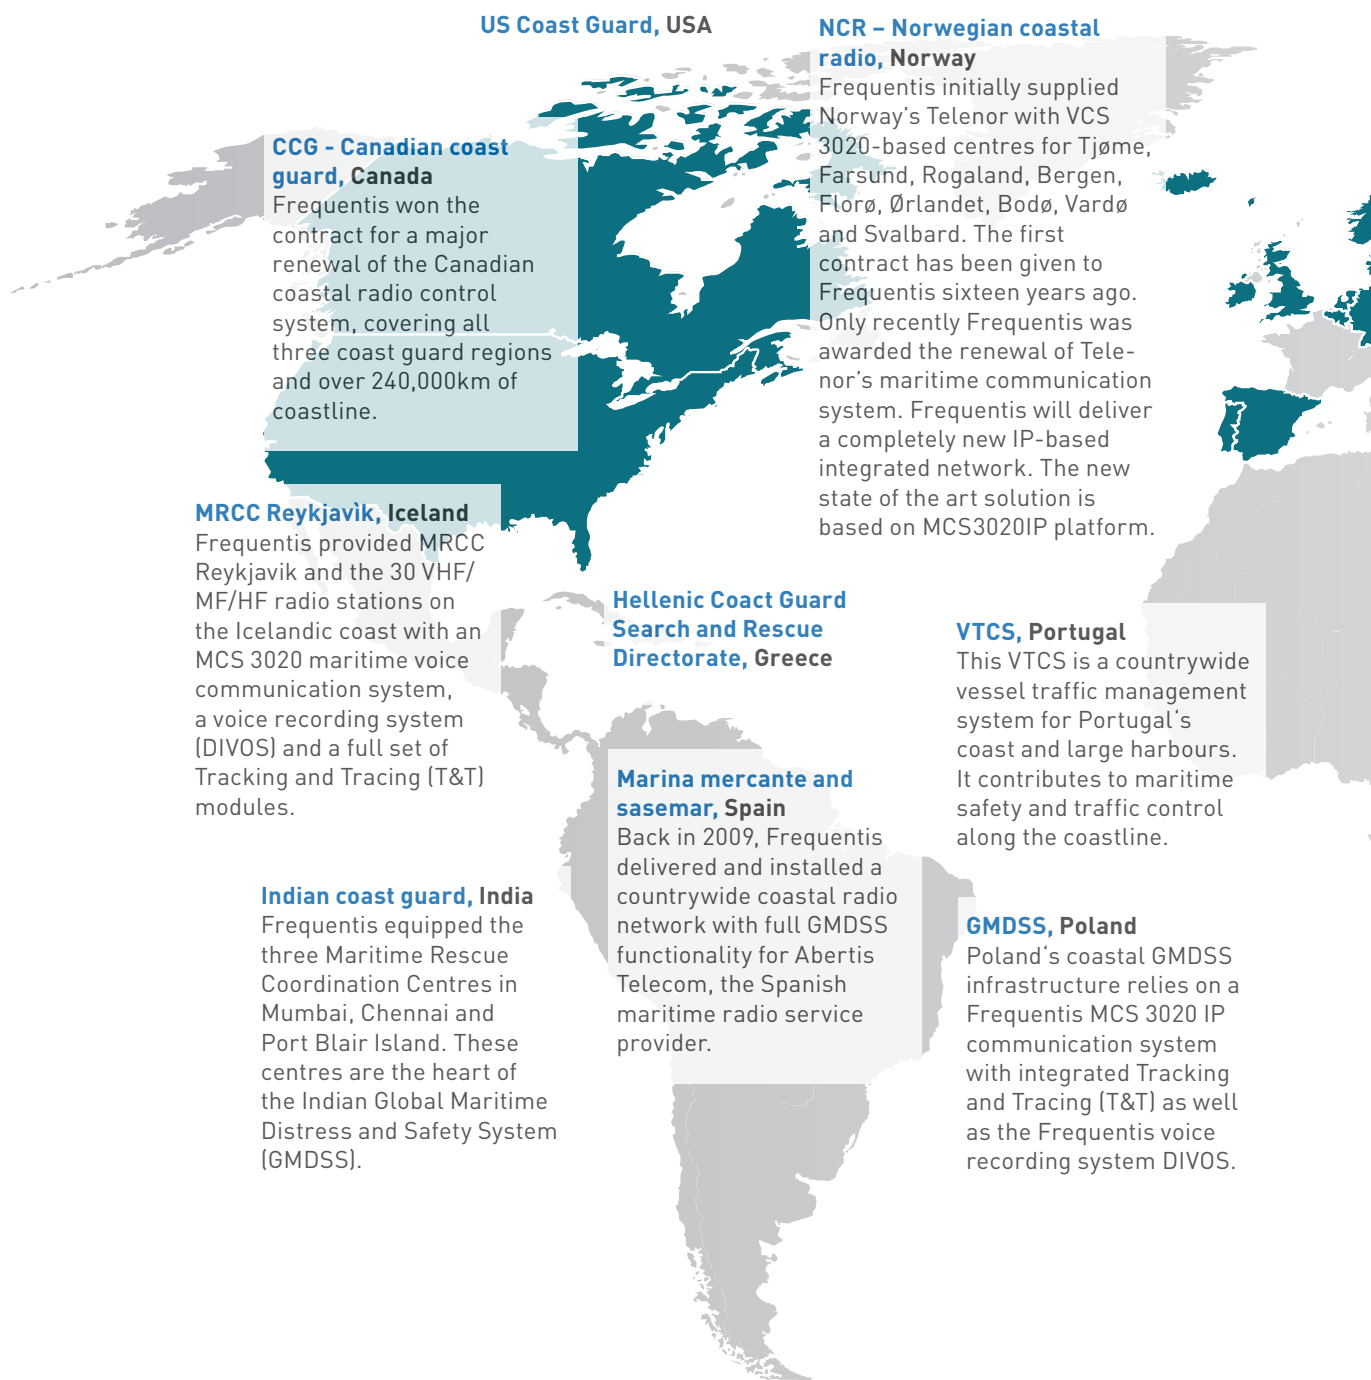 US Coast Guard, USA
NCR – Norwegian coastal
radio, Norway
Frequentis initially supplied
Norway's Telenor with VCS
3020-based centres for Tjøme,
Farsund, Rogaland, Bergen,
Florø, Ørlandet, Bodø, Vardø
and Svalbard. The first
contract has been given to
Frequentis sixteen years ago.
Only recently Frequentis was
awarded the renewal of Tele-
nor's maritime communication
system. Frequentis will deliver
a completely new IP-based
integrated network. The new
state of the art solution is
based on MCS3020IP platform.
CCG - Canadian coast
guard, Canada
Frequentis won the
contract for a major
renewal of the Canadian
coastal radio control
system, covering all
three coast guard regions
and over 240,000km of
coastline.
MRCC Reykjavìk, Iceland
Frequentis provided MRCC
Reykjavik and the 30 VHF/
MF/HF radio stations on
the Icelandic coast with an
MCS 3020 maritime voice
communication system,
a voice recording system
(DIVOS) and a full set of
Tracking and Tracing (T&T)
modules.
Hellenic Coact Guard
Search and Rescue
Directorate, Greece
VTCS, Portugal
This VTCS is a countrywide
vessel traffic management
system for Portugal‘s
coast and large harbours.
It contributes to maritime
safety and traffic control
along the coastline.
Marina mercante and
sasemar, Spain
Back in 2009, Frequentis
delivered and installed a
countrywide coastal radio
network with full GMDSS
functionality for Abertis
Telecom, the Spanish
maritime radio service
provider.
Indian coast guard, India
Frequentis equipped the
three Maritime Rescue
Coordination Centres in
Mumbai, Chennai and
Port Blair Island. These
centres are the heart of
the Indian Global Maritime
Distress and Safety System
(GMDSS).
GMDSS, Poland
Poland‘s coastal GMDSS
infrastructure relies on a
Frequentis MCS 3020 IP
communication system
with integrated Tracking
and Tracing (T&T) as well
as the Frequentis voice
recording system DIVOS.